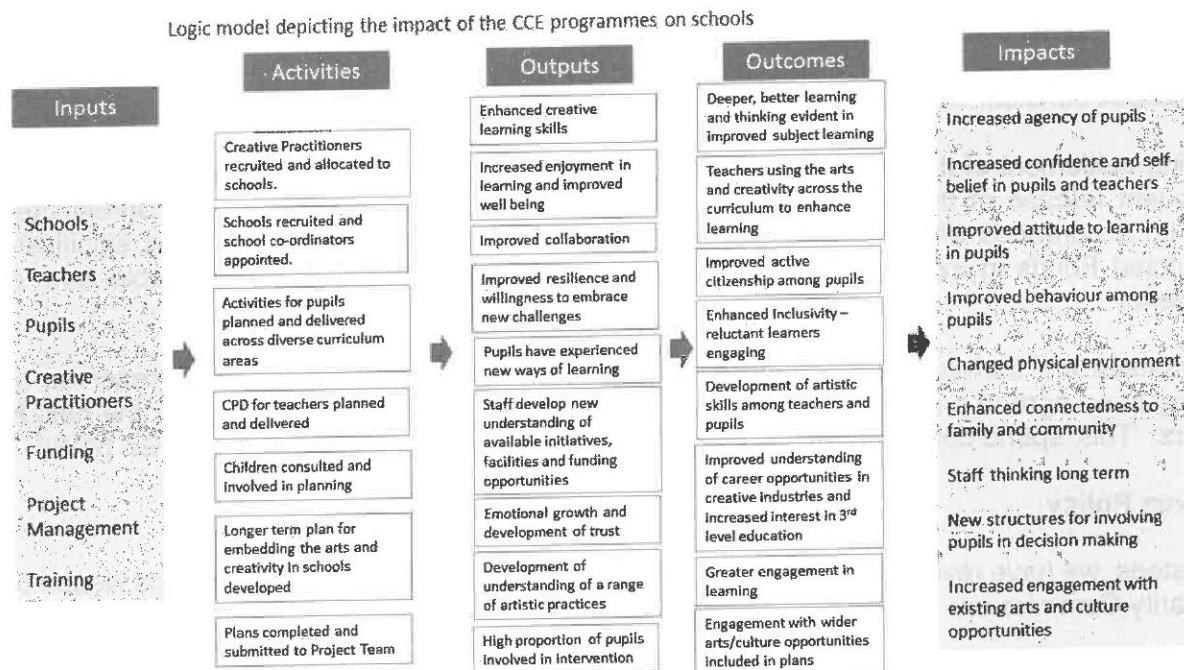 Logic model depicting the impact of the CCE programmes on schools
Inputs
Schools
Teachers
Pupils
Creative
Practitioners
Funding
Project
Management
Training
Activities
Creative Practitioners
recruited and allocated to
schools.
Schools recruited and
school co-ordinators
appointed.
Activities for pupils
planned and delivered
across diverse curriculum
areas
CPD for teachers planned
and delivered
Children consulted and
involved in planning
Longer term plan for
embedding the arts and
creativity in schools
developed
Plans completed and
submitted to Project Team
Outputs
Enhanced creative
learning skills
Increased enjoyment in
learning and improved
well being
Improved collaboration
Improved resilience and
willingness to embrace
new challenges
Pupils have experienced
new ways of learning
Staff develop new
understanding of
available initiatives,
facilities and funding
opportunities
Emotional growth and
development of trust
Development of
understanding of a range
of artistic practices
High proportion of pupils
involved in intervention
Outcomes
Deeper, better learning
and thinking evident in
improved subject learning
Teachers using the arts
and creativity across the
curriculum to enhance
learning
Improved active
citizenship among pupils
Enhanced Inclusivity –
reluctant learners
engaging
Development of artistic
skills among teachers and
pupils
Improved understanding
of career opportunities in
creative industries and
increased interest in 3rd
level education
Greater engagement in
learning
Engagement with wider
arts/culture opportunities
included in plans
Impacts
Increased agency of pupils
Increased confidence and self-
belief in pupils and teachers
Improved attitude to learning
in pupils
Improved behaviour among
pupils
Changed physical environment
Enhanced connectedness to
family and community
Staff thinking long term
New structures for involving
pupils in decision making
Increased engagement with
existing arts and culture
opportunities